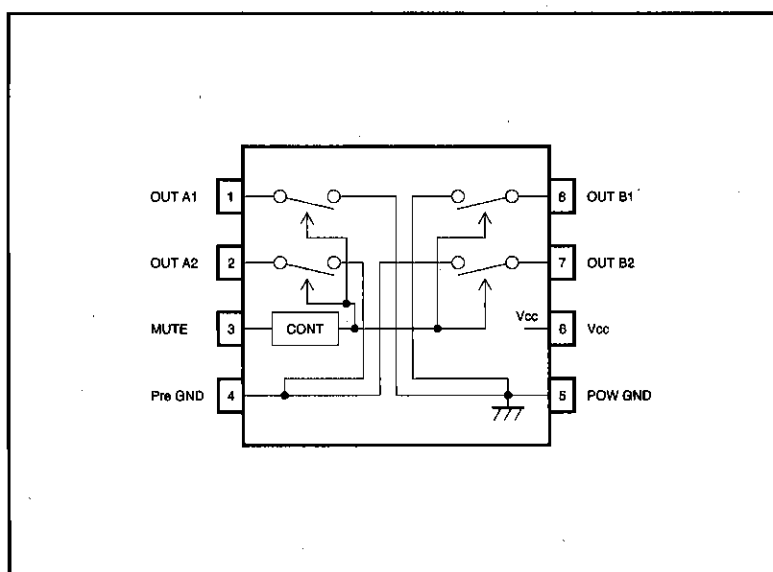 OUT A1 1 8 OUT B1
OUT A2 2 7 OUT B2
MUTE 3 CONT Vcc 6 Vcc
Pre GND 4 5 POW GND